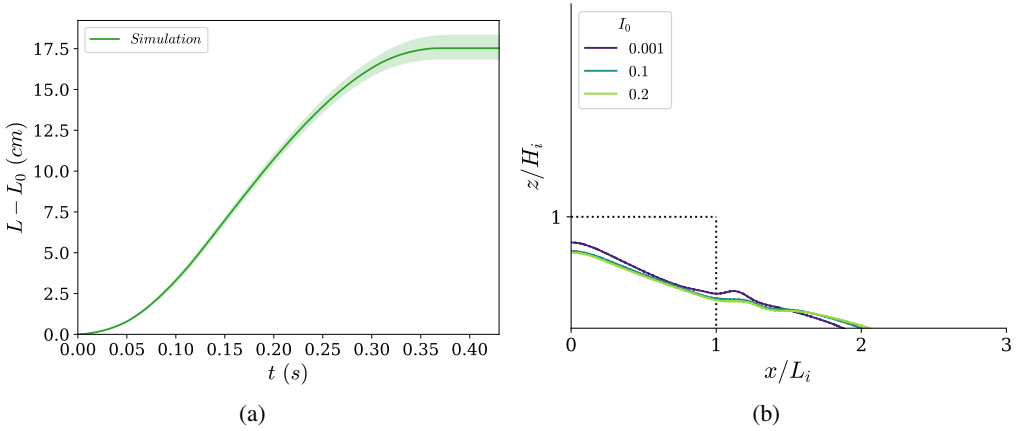 Simulation
17.5
15.0
12.5
10.0
7.5
5.0
2.5
0.0
L − L₀ (cm)
0.00 0.05 0.10 0.15 0.20 0.25 0.30 0.35 0.40
t (s)
(a)
I₀
0.001
0.1
0.2
z/Hᵢ
1
0 1 2 3
x/Lᵢ
(b)